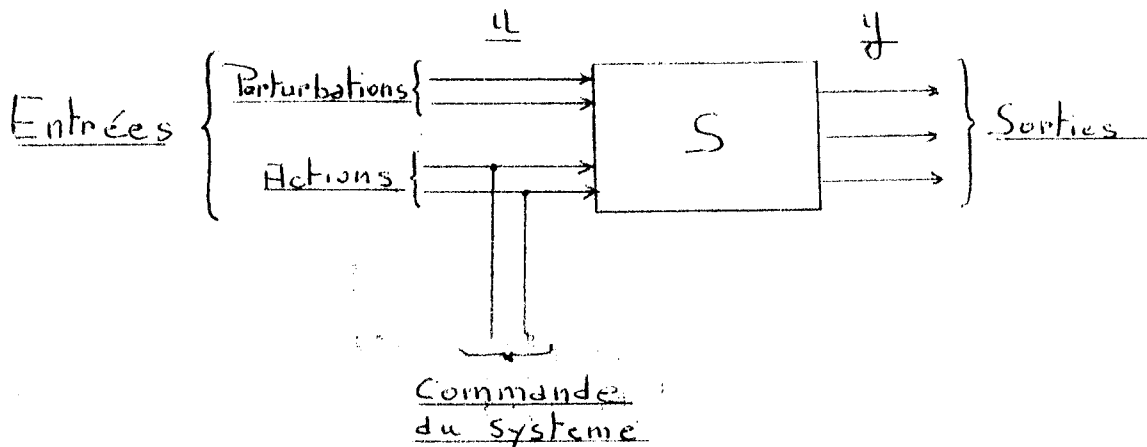 u
y
Perturbations
Entrées
S
Sorties
Actions
Commande
du système